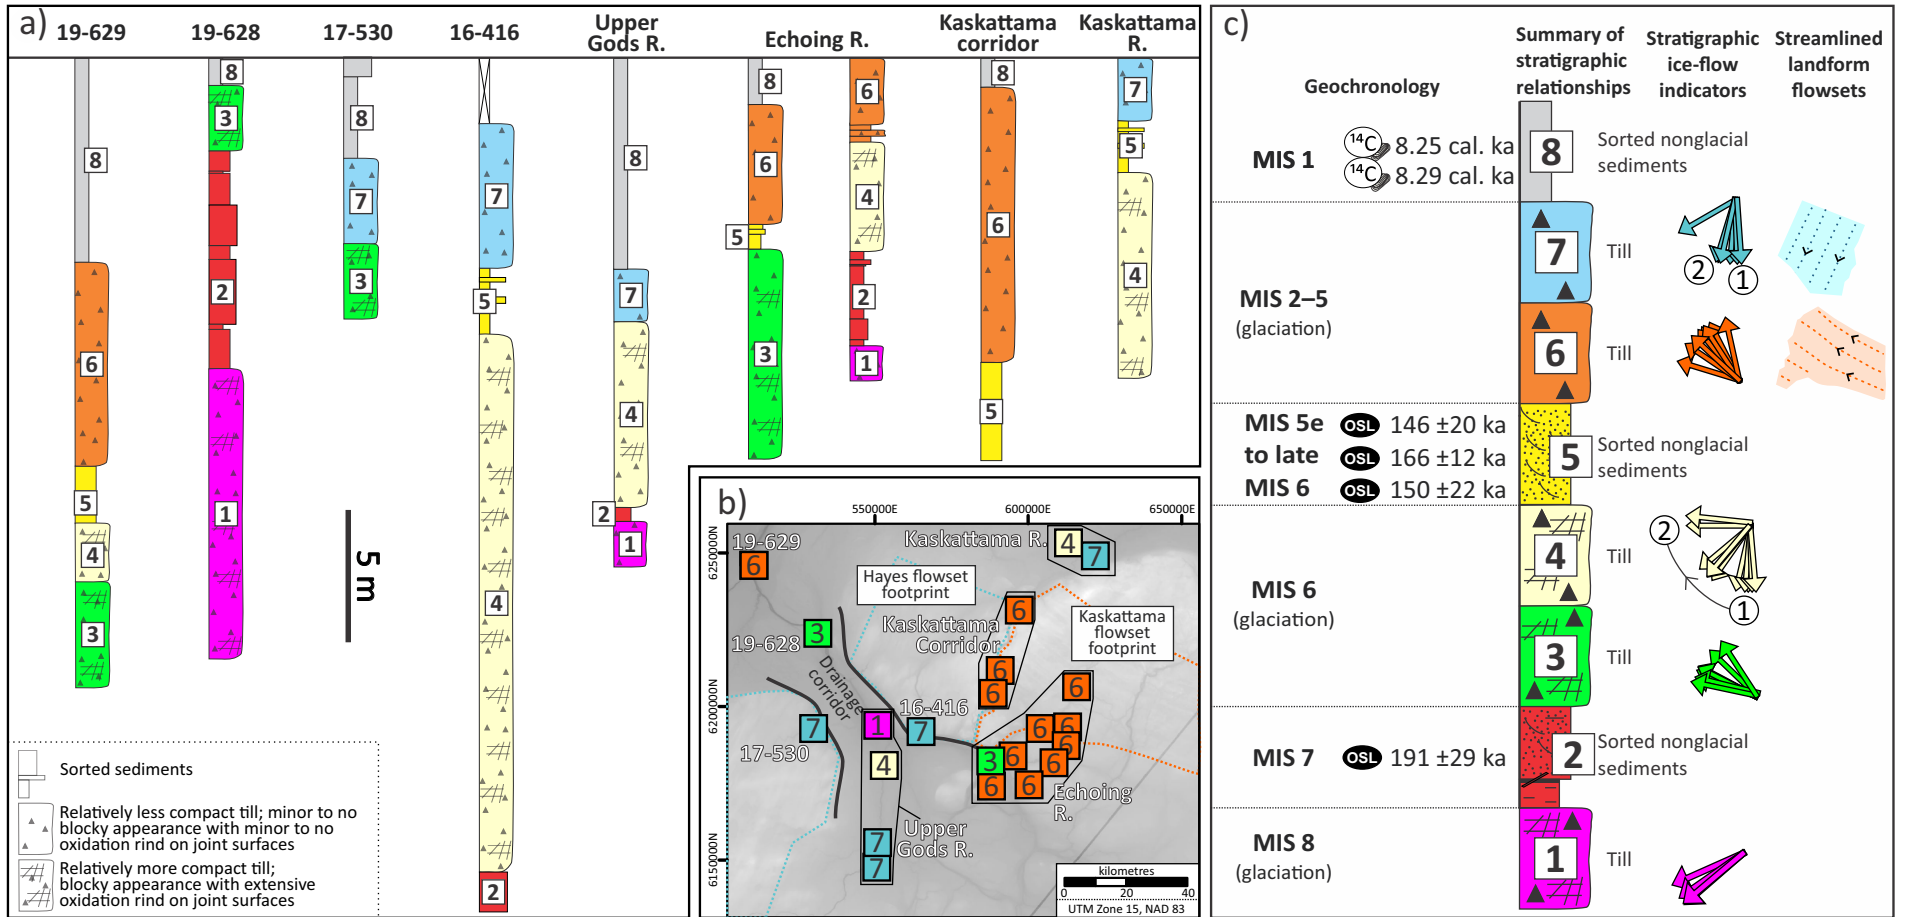 a)
19-629
19-628
17-530
16-416
Upper
Gods R.
Echoing R.
Kaskattama
corridor
Kaskattama
R.
8
6
5
4
3
8
3
2
1
8
7
3
7
5
4
2
8
7
4
2
1
8
6
5
3
6
4
2
1
8
6
5
7
5
4
5 m
Sorted sediments
Relatively less compact till; minor to no
blocky appearance with minor to no
oxidation rind on joint surfaces
Relatively more compact till;
blocky appearance with extensive
oxidation rind on joint surfaces
b)
550000E
600000E
650000E
6250000N
6200000N
6150000N
19-629
6
Kaskattama R.
4
7
Hayes flowset
footprint
Kaskattama
flowset
footprint
Kaskattama
Corridor
6
6
6
19-628
3
Drainage
corridor
17-530
7
1
16-416
7
4
6
6
6
6
6
3
6
6
6
Echoing
R.
Upper
Gods R.
7
7
kilometres
0
20
40
UTM Zone 15, NAD 83
c)
Geochronology
Summary of
stratigraphic
relationships
Stratigraphic
ice-flow
indicators
Streamlined
landform
flowsets
MIS 1
14C 8.25 cal. ka
14C 8.29 cal. ka
8
Sorted nonglacial
sediments
MIS 2–5
(glaciation)
7
Till
2
1
6
Till
MIS 5e
to late
MIS 6
OSL 146 ±20 ka
OSL 166 ±12 ka
OSL 150 ±22 ka
5
Sorted nonglacial
sediments
MIS 6
(glaciation)
4
Till
2
1
3
Till
MIS 7
OSL 191 ±29 ka
2
Sorted nonglacial
sediments
MIS 8
(glaciation)
1
Till